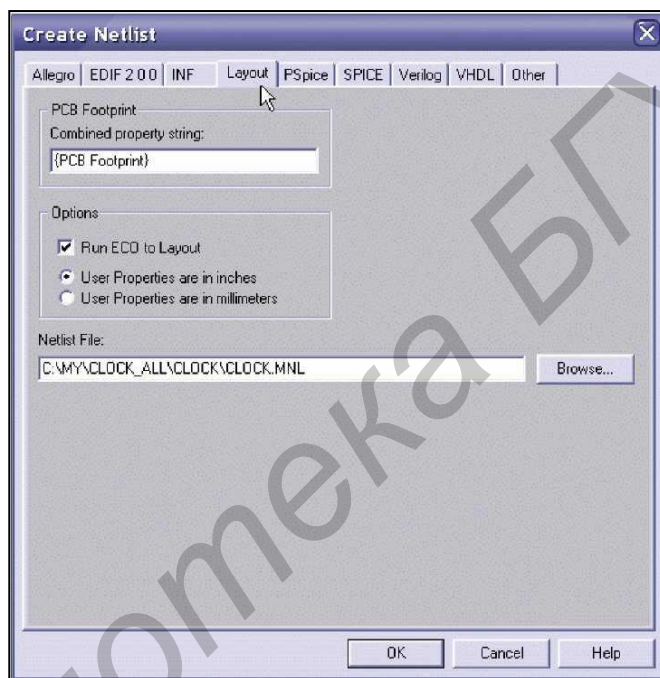 Create Netlist
Allegro EDIF 2 0 0 INF Layout PSpice SPICE Verilog VHDL Other
PCB Footprint
Combined property string:
{PCB Footprint}
Options
Run ECO to Layout
User Properties are in inches
User Properties are in millimeters
Netlist File:
C:\MY\CLOCK_ALL\CLOCK\CLOCK.MNL
Browse...
OK Cancel Help